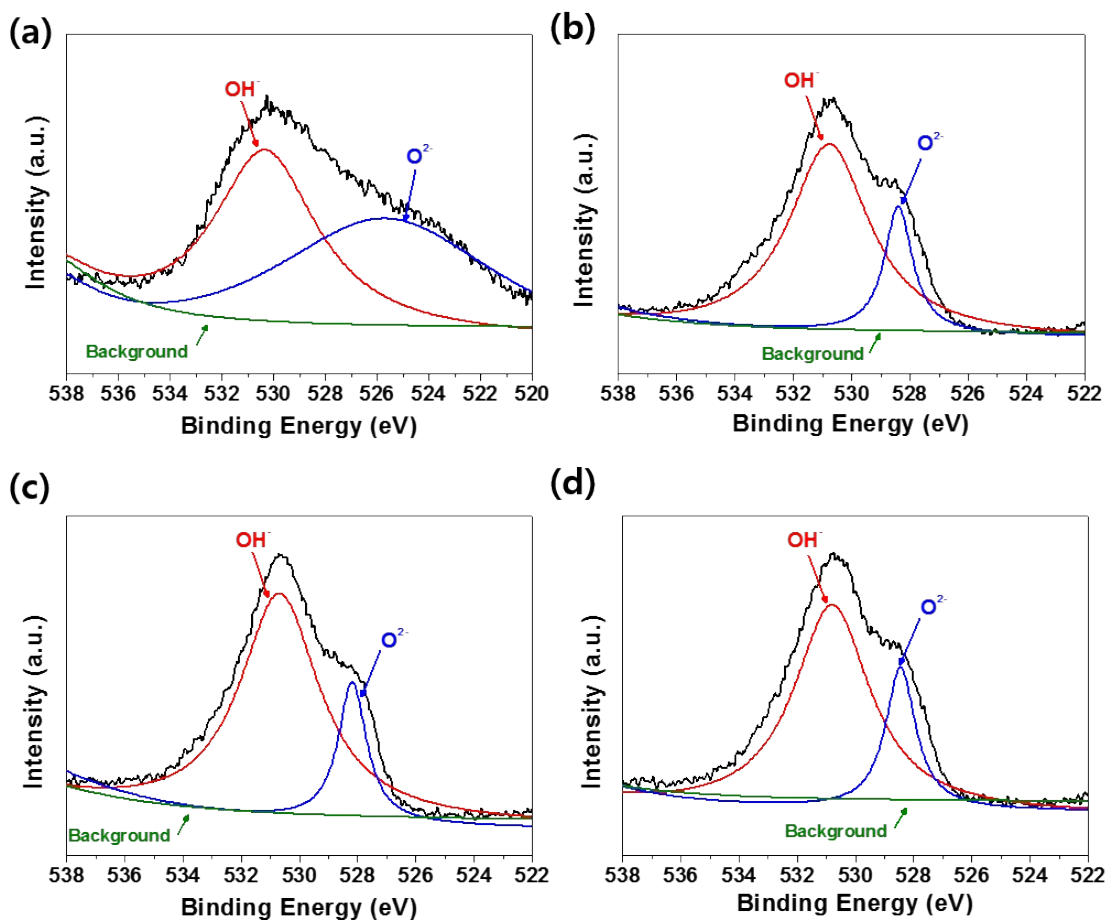 (a)
OH⁻
O²⁻
Background
Intensity (a.u.)
538 536 534 532 530 528 526 524 522 520
Binding Energy (eV)
(b)
OH⁻
O²⁻
Background
Intensity (a.u.)
538 536 534 532 530 528 526 524 522
Binding Energy (eV)
(c)
OH⁻
O²⁻
Background
Intensity (a.u.)
538 536 534 532 530 528 526 524 522
Binding Energy (eV)
(d)
OH⁻
O²⁻
Background
Intensity (a.u.)
538 536 534 532 530 528 526 524 522
Binding Energy (eV)